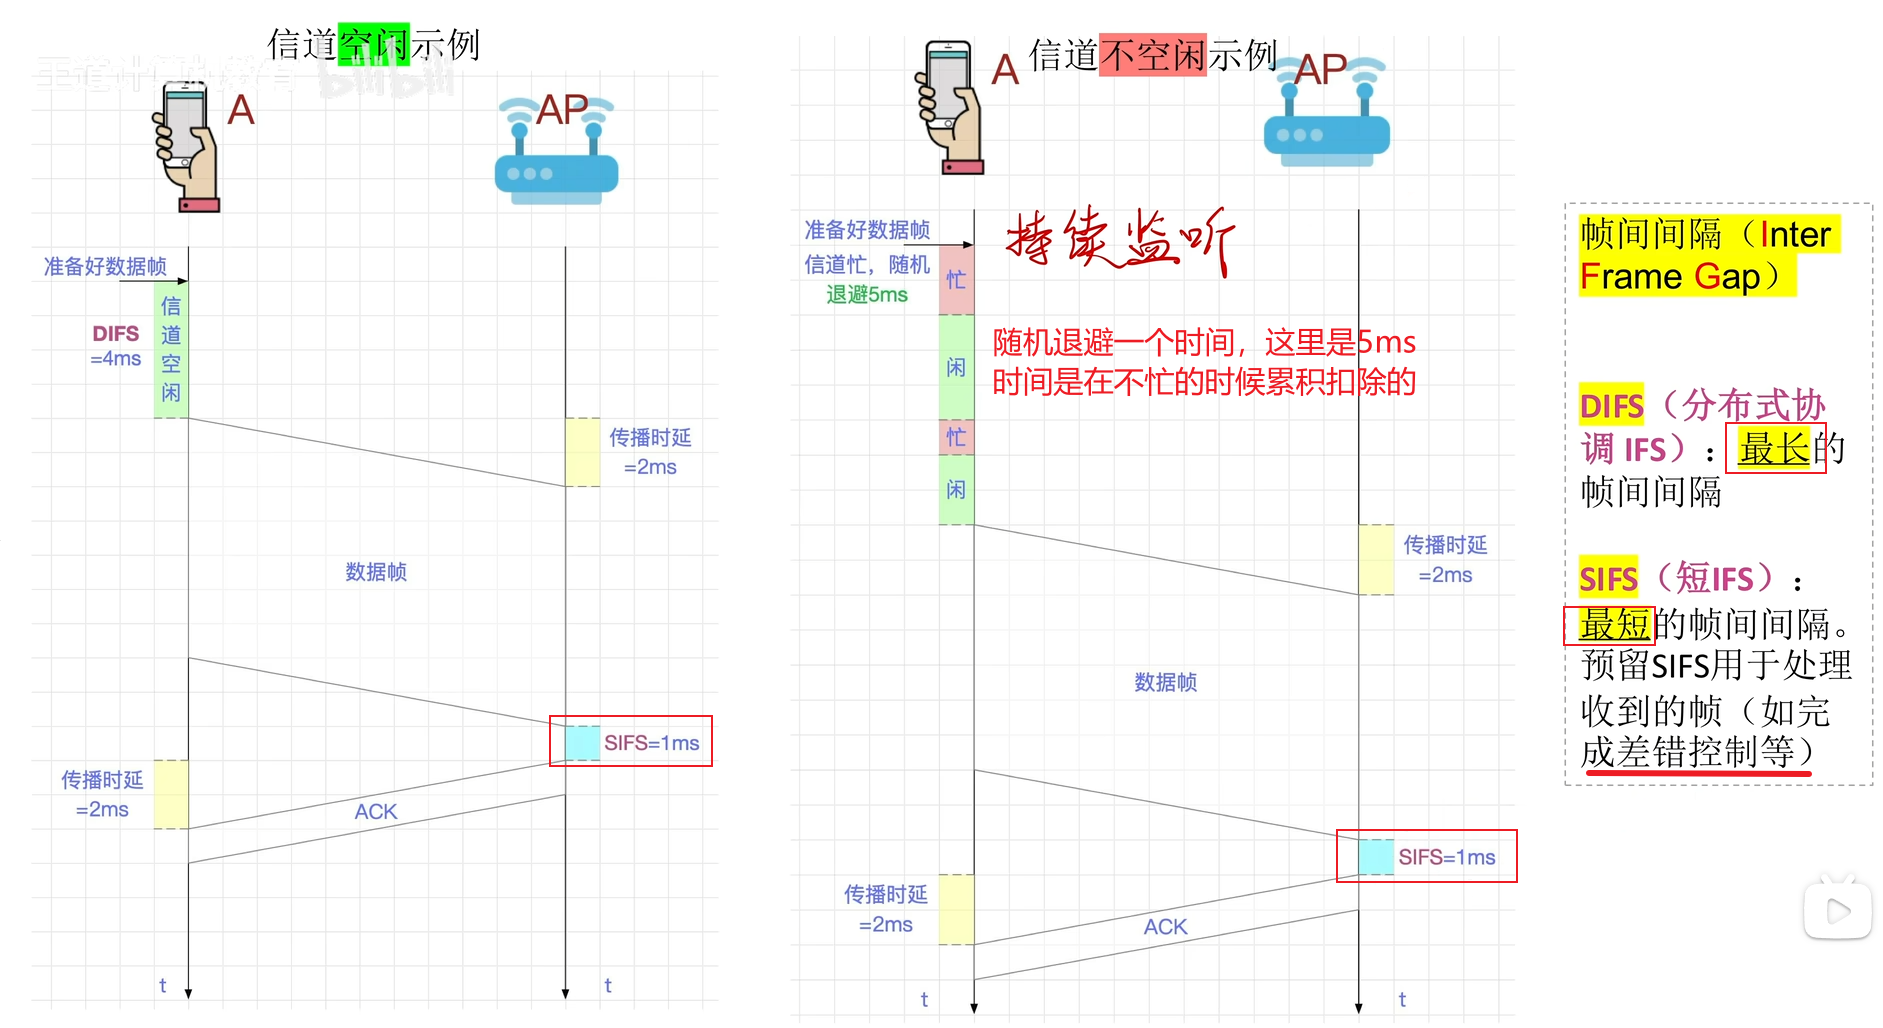 信道空闲示例
王道计算机教育 bilibili
A
AP
准备好数据帧
信道空闲
DIFS
=4ms
传播时延
=2ms
数据帧
SIFS=1ms
传播时延
=2ms
ACK
t
t
信道不空闲示例
A
AP
准备好数据帧
持续监听
信道忙，随机
退避5ms
忙
闲
随机退避一个时间，这里是5ms
时间是在不忙的时候累积扣除的
忙
闲
传播时延
=2ms
数据帧
SIFS=1ms
传播时延
=2ms
ACK
t
t
帧间间隔（Inter
Frame Gap）
DIFS（分布式协
调 IFS）：最长的
帧间间隔
SIFS（短IFS）：
最短的帧间间隔。
预留SIFS用于处理
收到的帧（如完
成差错控制等）